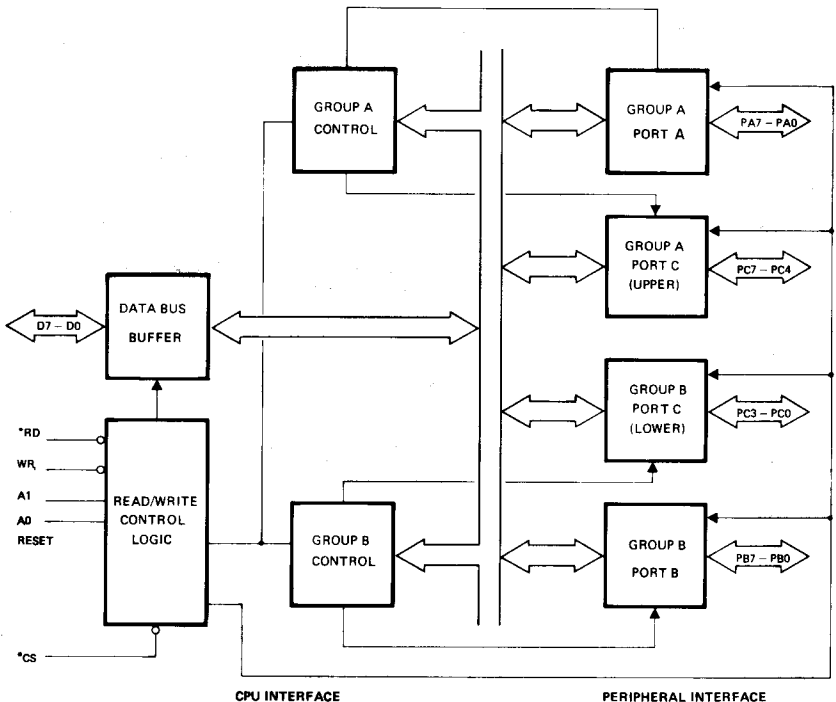 GROUP A
CONTROL
GROUP A
PORT A
PA7 – PA0
GROUP A
PORT C
(UPPER)
PC7 – PC4
D7 – D0
DATA BUS
BUFFER
GROUP B
PORT C
(LOWER)
PC3 – PC0
*RD
WR
A1
A0
RESET
READ/WRITE
CONTROL
LOGIC
GROUP B
CONTROL
GROUP B
PORT B
PB7 – PB0
*CS
CPU INTERFACE
PERIPHERAL INTERFACE